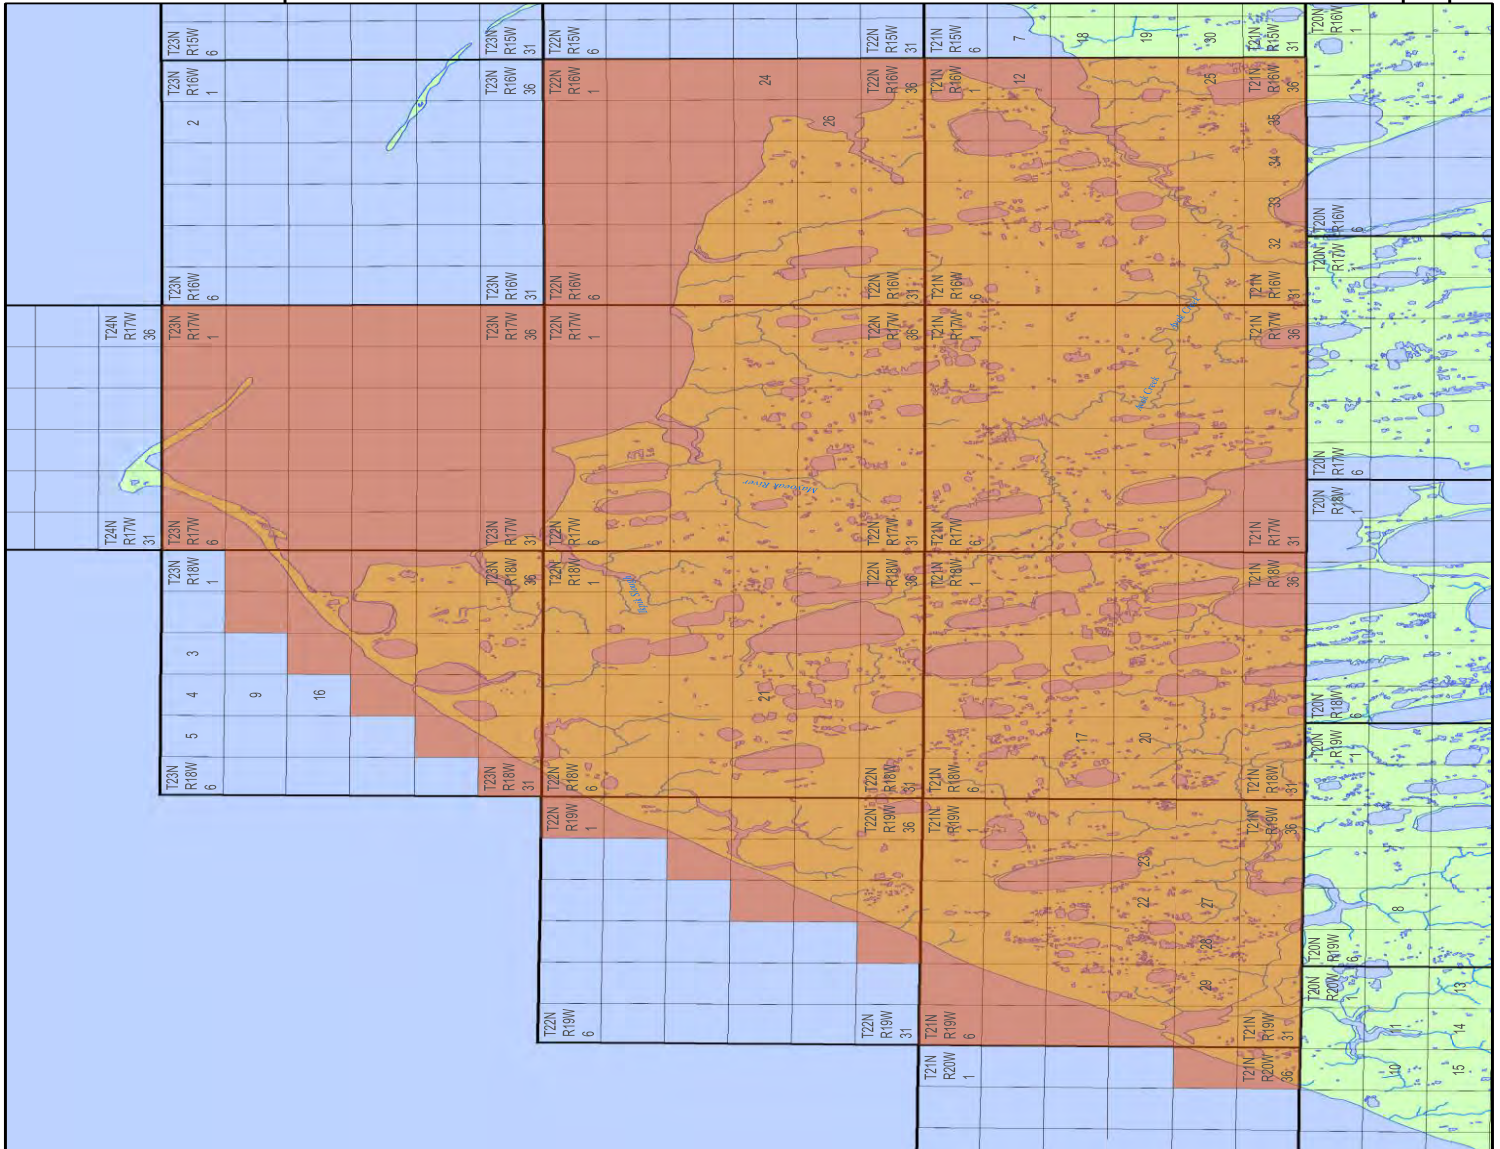 T23N
R15W
6
T23N
R15W
31
T22N
R15W
6
T22N
R15W
31
T21N
R15W
6
7
18
19
30
T21N
R15W
31
T20N
R16W
1
T23N
R16W
1
2
T23N
R16W
36
T22N
R16W
1
24
26
T22N
R16W
36
T21N
R16W
1
12
25
T21N
R16W
36
35
34
33
32
T23N
R16W
6
T23N
R16W
31
T22N
R16W
6
T22N
R16W
31
T21N
R16W
6
T21N
R16W
31
T20N
R16W
6
T20N
R17W
1
T24N
R17W
36
T23N
R17W
1
T23N
R17W
36
T22N
R17W
1
T22N
R17W
36
T21N
R17W
1
T21N
R17W
36
Creek
Creek
River
T24N
R17W
31
T23N
R17W
6
T23N
R17W
31
T22N
R17W
6
T22N
R17W
31
T21N
R17W
6
T21N
R17W
31
T20N
R17W
6
T20N
R18W
1
T23N
R18W
1
T23N
R18W
36
T22N
R18W
1
T22N
R18W
36
T21N
R18W
1
T21N
R18W
36
3
4
9
16
5
21
17
20
T23N
R18W
6
T23N
R18W
31
T22N
R18W
6
T22N
R18W
31
T21N
R18W
6
T21N
R18W
31
T20N
R18W
6
T20N
R19W
1
T22N
R19W
1
T22N
R19W
36
T21N
R19W
1
T21N
R19W
36
23
22
27
28
29
8
T22N
R19W
6
T22N
R19W
31
T21N
R19W
6
T21N
R19W
31
T20N
R19W
6
T20N
R20W
1
T21N
R20W
1
T21N
R20W
36
11
13
14
10
15